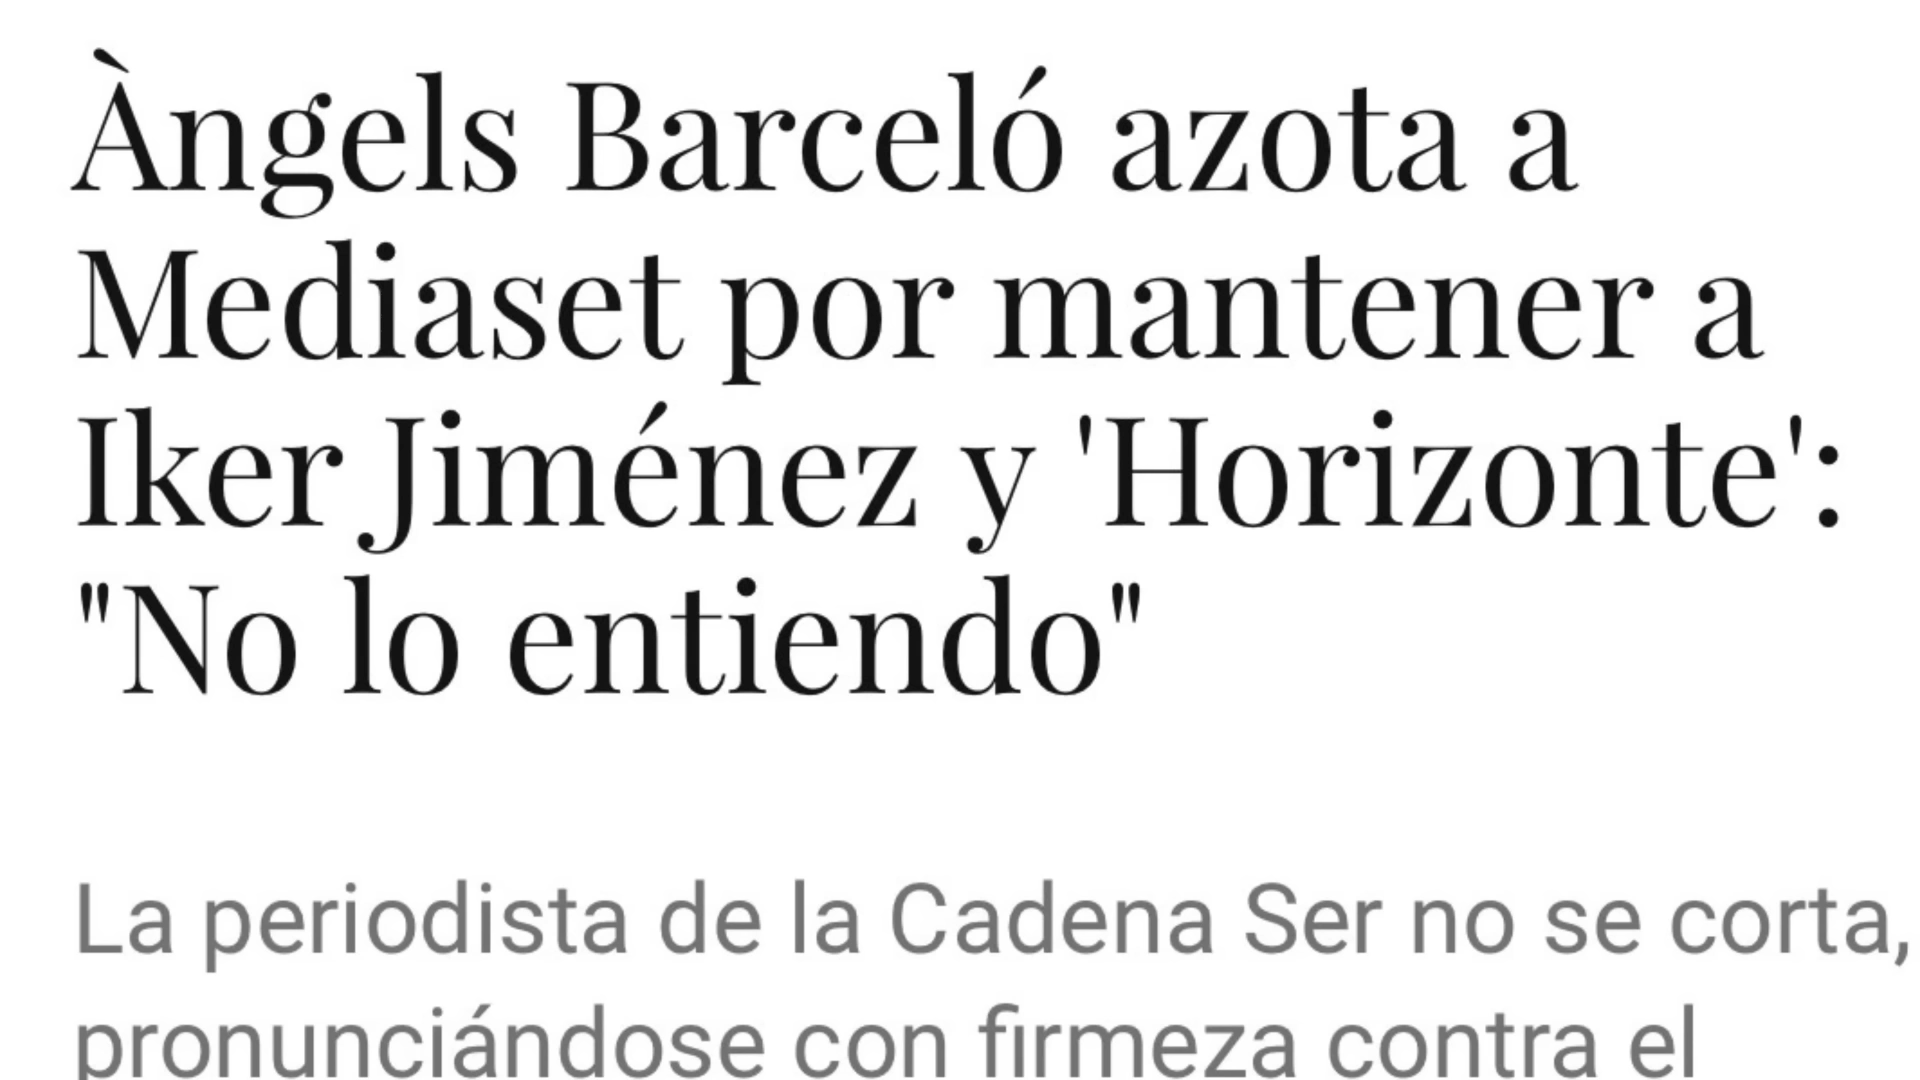 Àngels Barceló azota a
Mediaset por mantener a
Iker Jiménez y 'Horizonte':
"No lo entiendo"
La periodista de la Cadena Ser no se corta,
pronunciándose con firmeza contra el